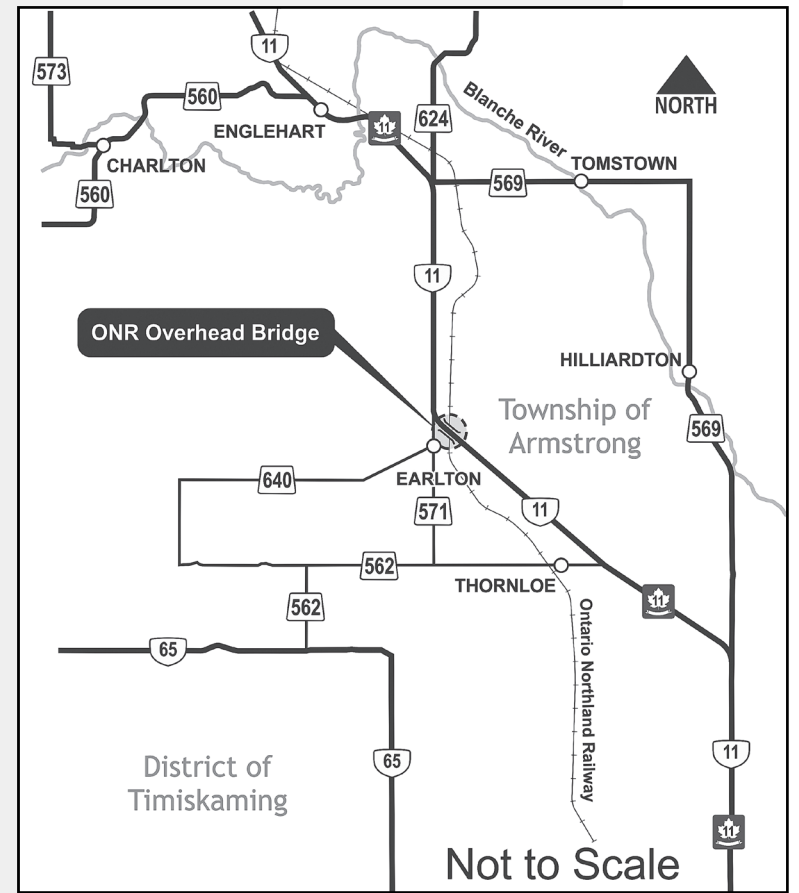 11
573
560
624
Blanche River
NORTH
ENGLEHART
11
TOMSTOWN
CHARLTON
569
560
11
ONR Overhead Bridge
HILLIARDTON
Township of
Armstrong
569
640
EARLTON
571
11
562
THORNLOE
562
11
Ontario Northland Railway
65
11
65
District of
Timiskaming
11
Not to Scale